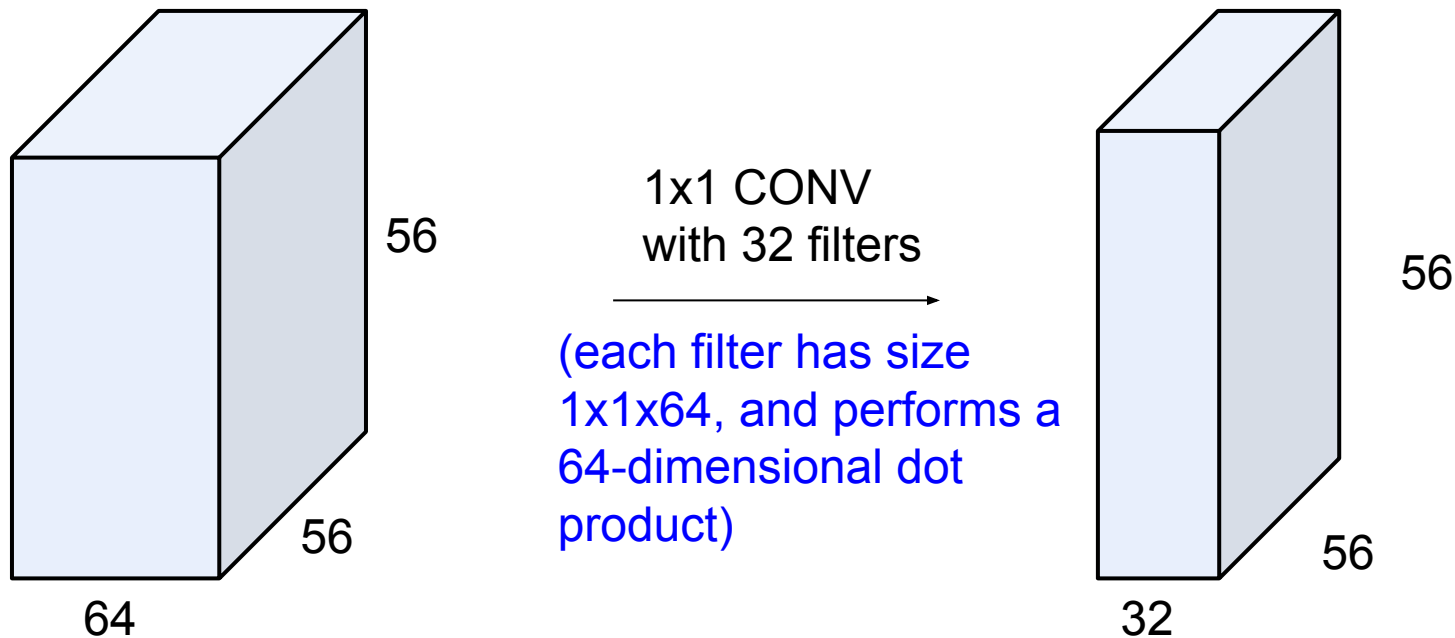 56
56
64
1x1 CONV
with 32 filters
(each filter has size
1x1x64, and performs a
64-dimensional dot
product)
56
56
32